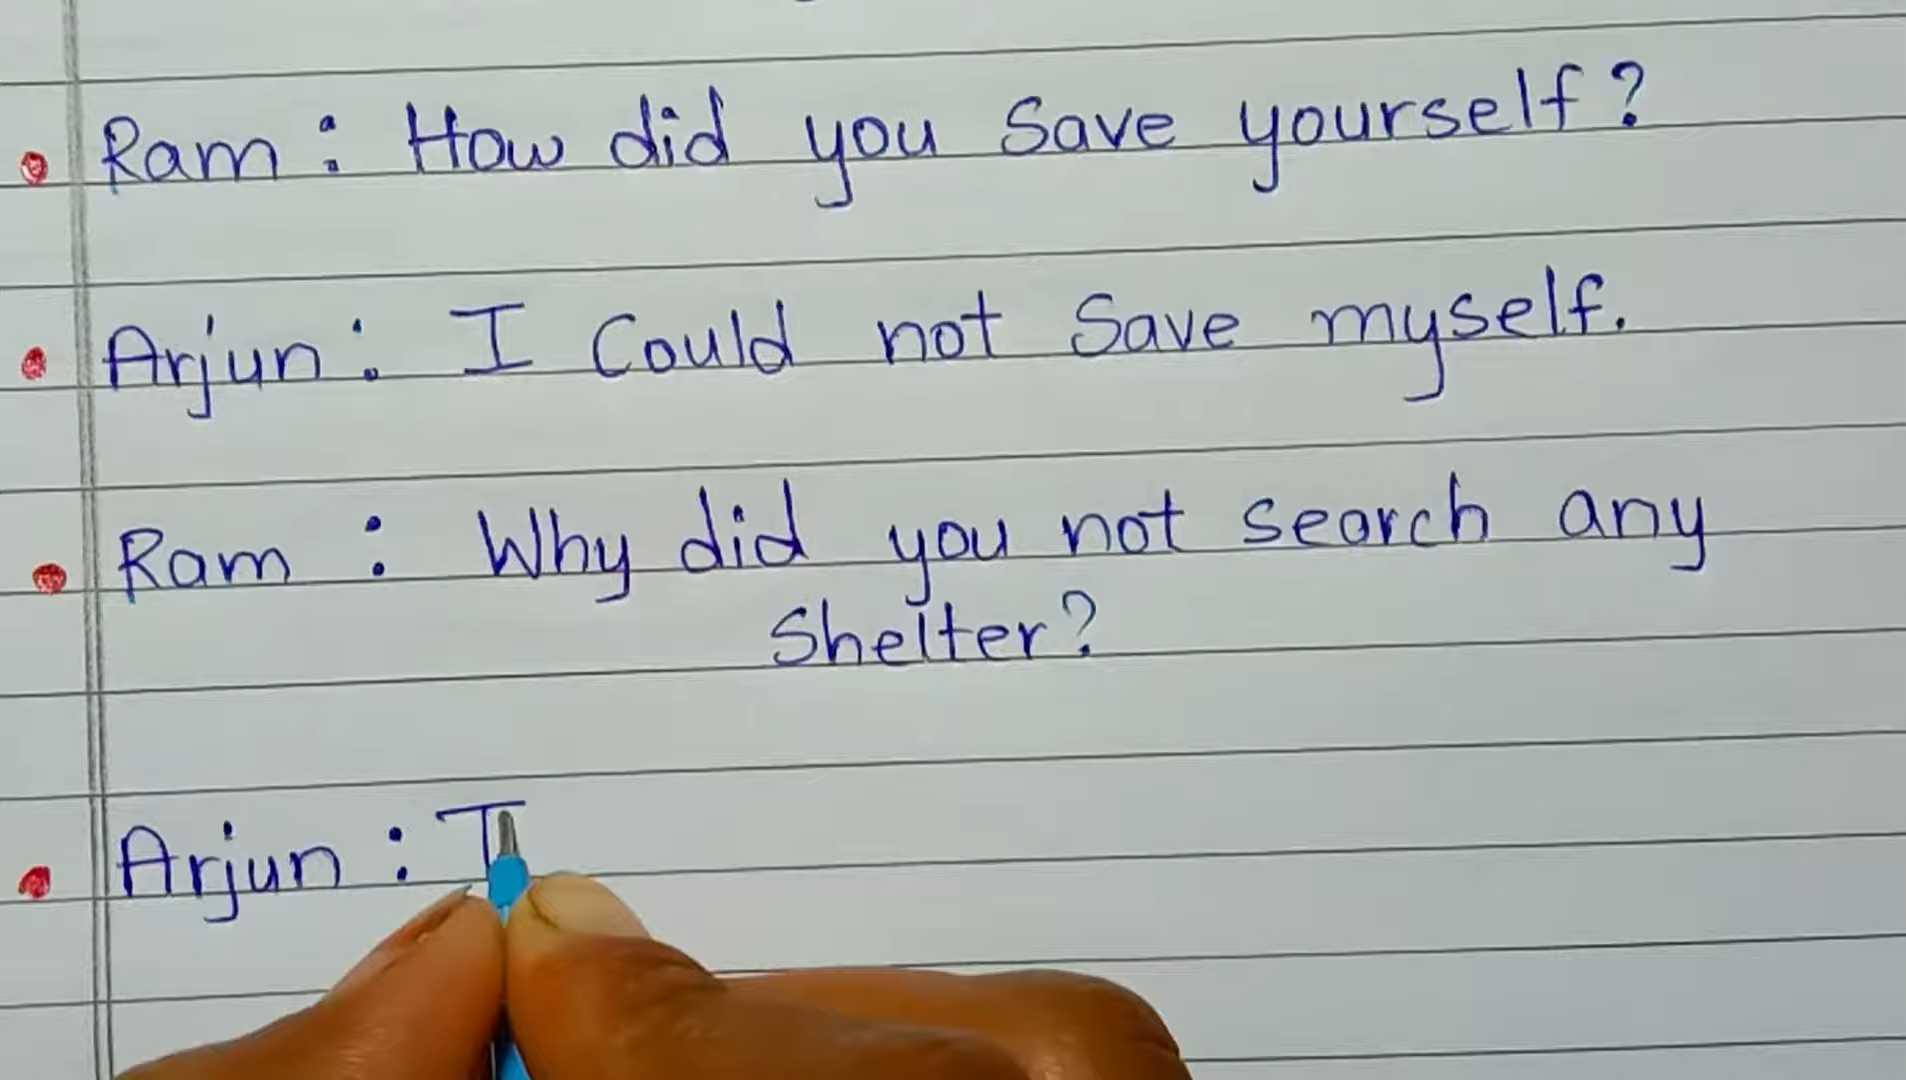 Ram : How did you Save yourself?
Arjun : I Could not Save myself.
Ram : Why did you not search any
Shelter?
Arjun : I